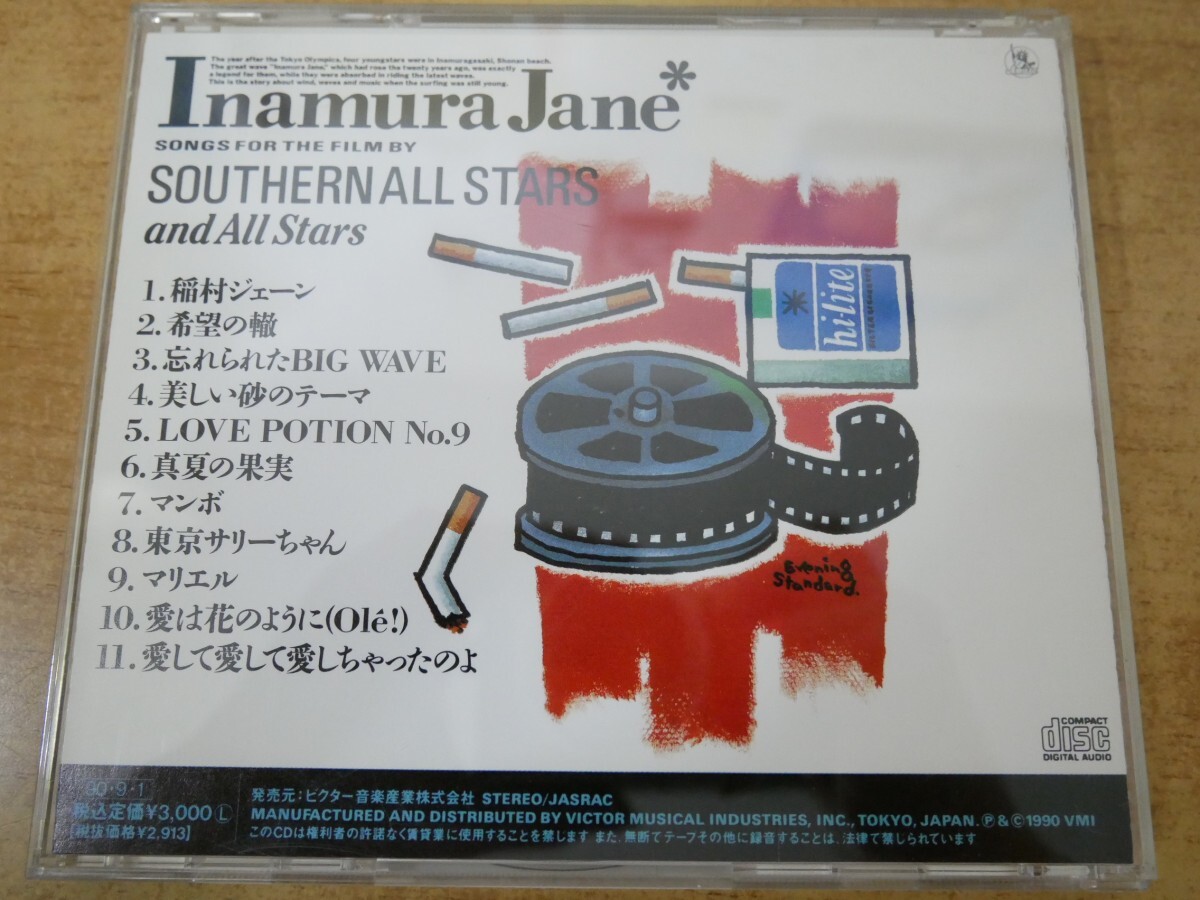 The year after the Tokyo Olympics, four youngstars were in Inamuragasaki, Shonan beach.
The great wave "Inamura Jane," which had rose the twenty years ago, was exactly
a legend for them, while they were absorbed in riding the latest waves.
This is the story about wind, waves and music when the surfing was still young.
Inamura Jane*
SONGS FOR THE FILM BY
SOUTHERN ALL STARS
and All Stars
1. 稲村ジェーン
2. 希望の轍
3. 忘れられたBIG WAVE
4. 美しい砂のテーマ
5. LOVE POTION No.9
6. 真夏の果実
7. マンボ
8. 東京サリーちゃん
9. マリエル
10. 愛は花のように(Olé!)
11. 愛して愛して愛しちゃったのよ
hi-lite
Evening
Standard.
COMPACT
disc
DIGITAL AUDIO
90・9・1
税込定価¥3,000 Ⓛ
[税抜価格¥2,913]
発売元:ビクター音楽産業株式会社 STEREO/JASRAC
MANUFACTURED AND DISTRIBUTED BY VICTOR MUSICAL INDUSTRIES, INC., TOKYO, JAPAN. Ⓟ&©1990 VMI
このCDは権利者の許諾なく賃貸業に使用することを禁じます また、無断でテープその他に録音することは、法律で禁じられています